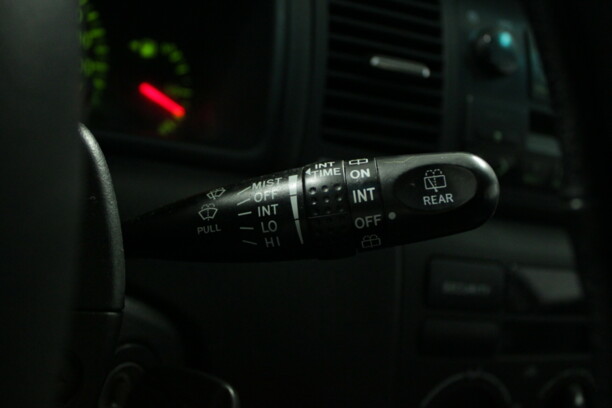 MIST
OFF
INT
LO
HI
PULL
INT
TIME
ON
INT
OFF
REAR